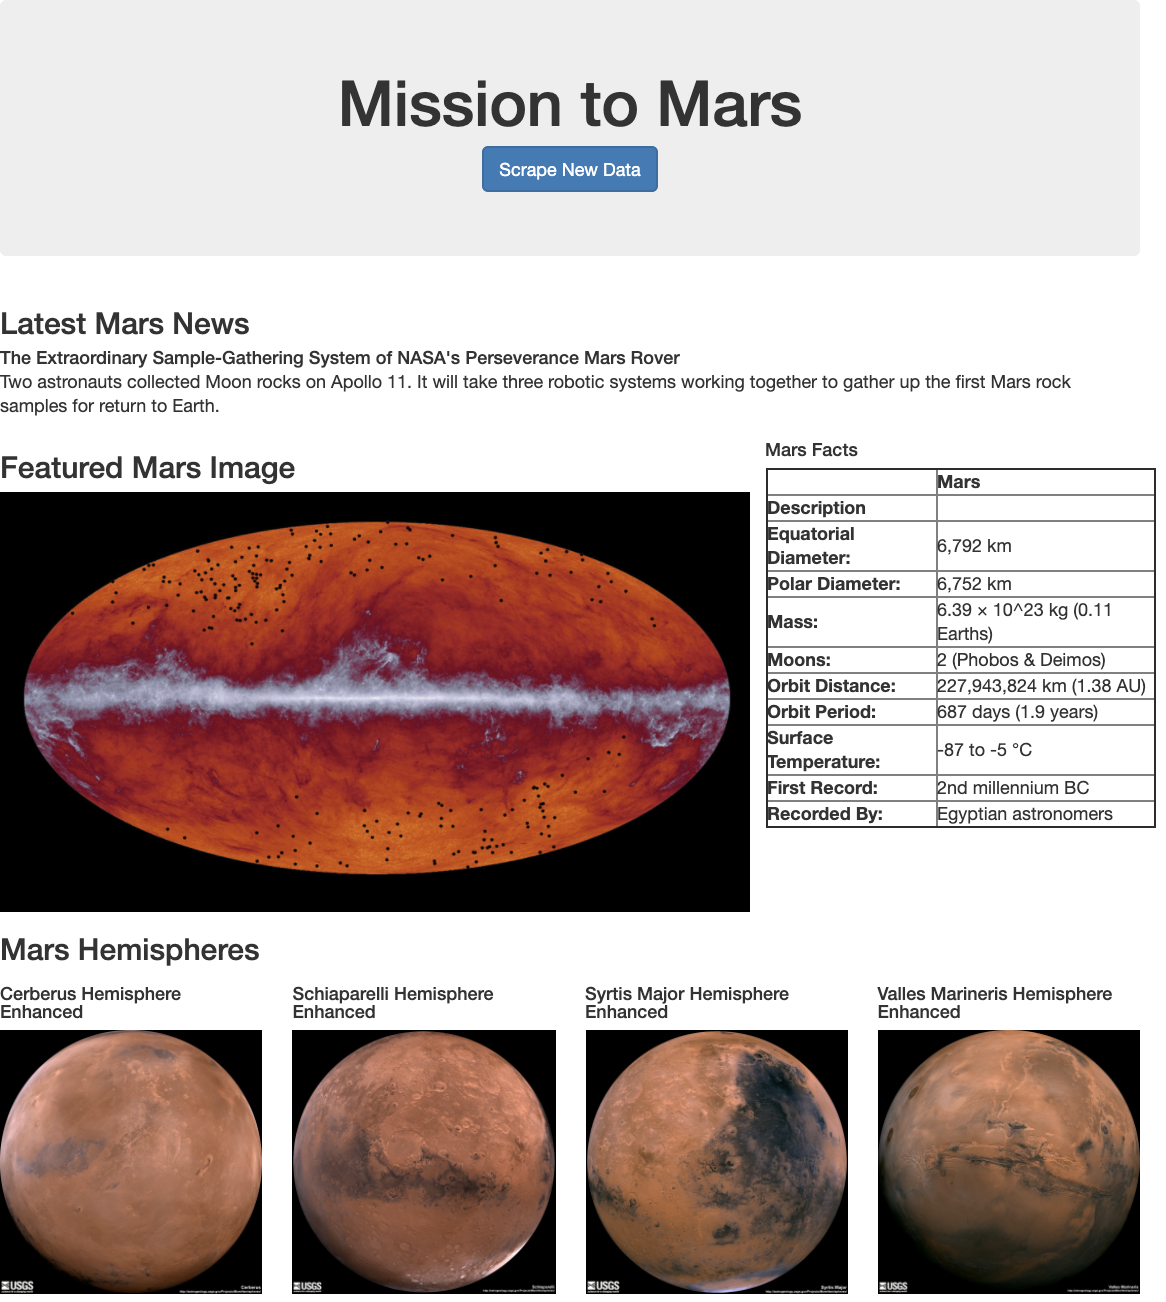 Mission to Mars
Scrape New Data
Latest Mars News
The Extraordinary Sample-Gathering System of NASA's Perseverance Mars Rover
Two astronauts collected Moon rocks on Apollo 11. It will take three robotic systems working together to gather up the first Mars rock
samples for return to Earth.
Featured Mars Image
Mars Facts
Mars
Description
Equatorial
Diameter:
6,792 km
Polar Diameter: 6,752 km
Mass:
6.39 × 10^23 kg (0.11
Earths)
Moons: 2 (Phobos & Deimos)
Orbit Distance: 227,943,824 km (1.38 AU)
Orbit Period: 687 days (1.9 years)
Surface
Temperature:
-87 to -5 °C
First Record: 2nd millennium BC
Recorded By: Egyptian astronomers
Mars Hemispheres
Cerberus Hemisphere
Enhanced
Schiaparelli Hemisphere
Enhanced
Syrtis Major Hemisphere
Enhanced
Valles Marineris Hemisphere
Enhanced
USGS
Cerberus
USGS
Schiaparelli
USGS
Syrtis Major
USGS
Valles Marineris